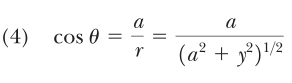 (4) cos θ = a/r = a/(a² + y²)^1/2